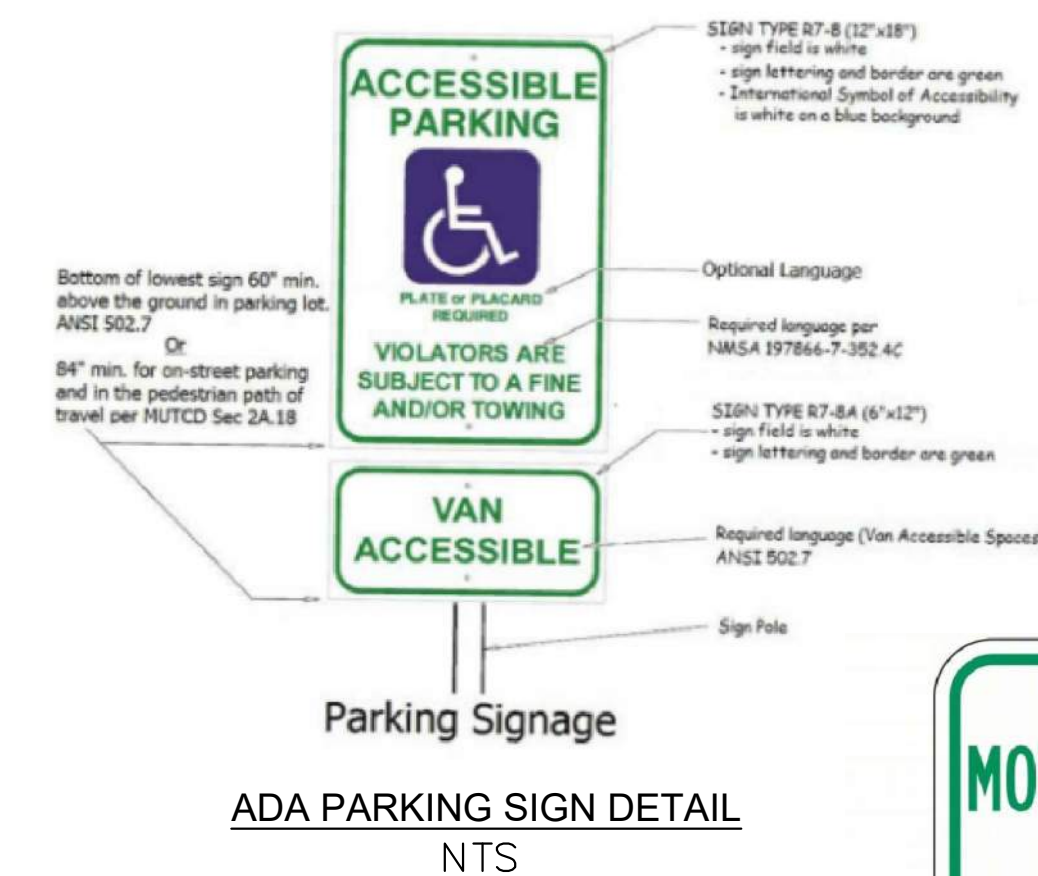 SIGN TYPE R7-8 (12"x18")
- sign field is white
- sign lettering and border are green
- International Symbol of Accessibility
is white on a blue background
ACCESSIBLE
PARKING
Optional Language
PLATE or PLACARD
REQUIRED
Bottom of lowest sign 60" min.
above the ground in parking lot.
ANSI 502.7
Or
84" min. for on-street parking
and in the pedestrian path of
travel per MUTCD Sec 2A.18
Required language per
NMSA 197866-7-352.4C
VIOLATORS ARE
SUBJECT TO A FINE
AND/OR TOWING
SIGN TYPE R7-8A (6"x12")
- sign field is white
- sign lettering and border are green
VAN
ACCESSIBLE
Required language (Van Accessible Spaces
ANSI 502.7
Sign Pole
Parking Signage
ADA PARKING SIGN DETAIL
NTS
MO